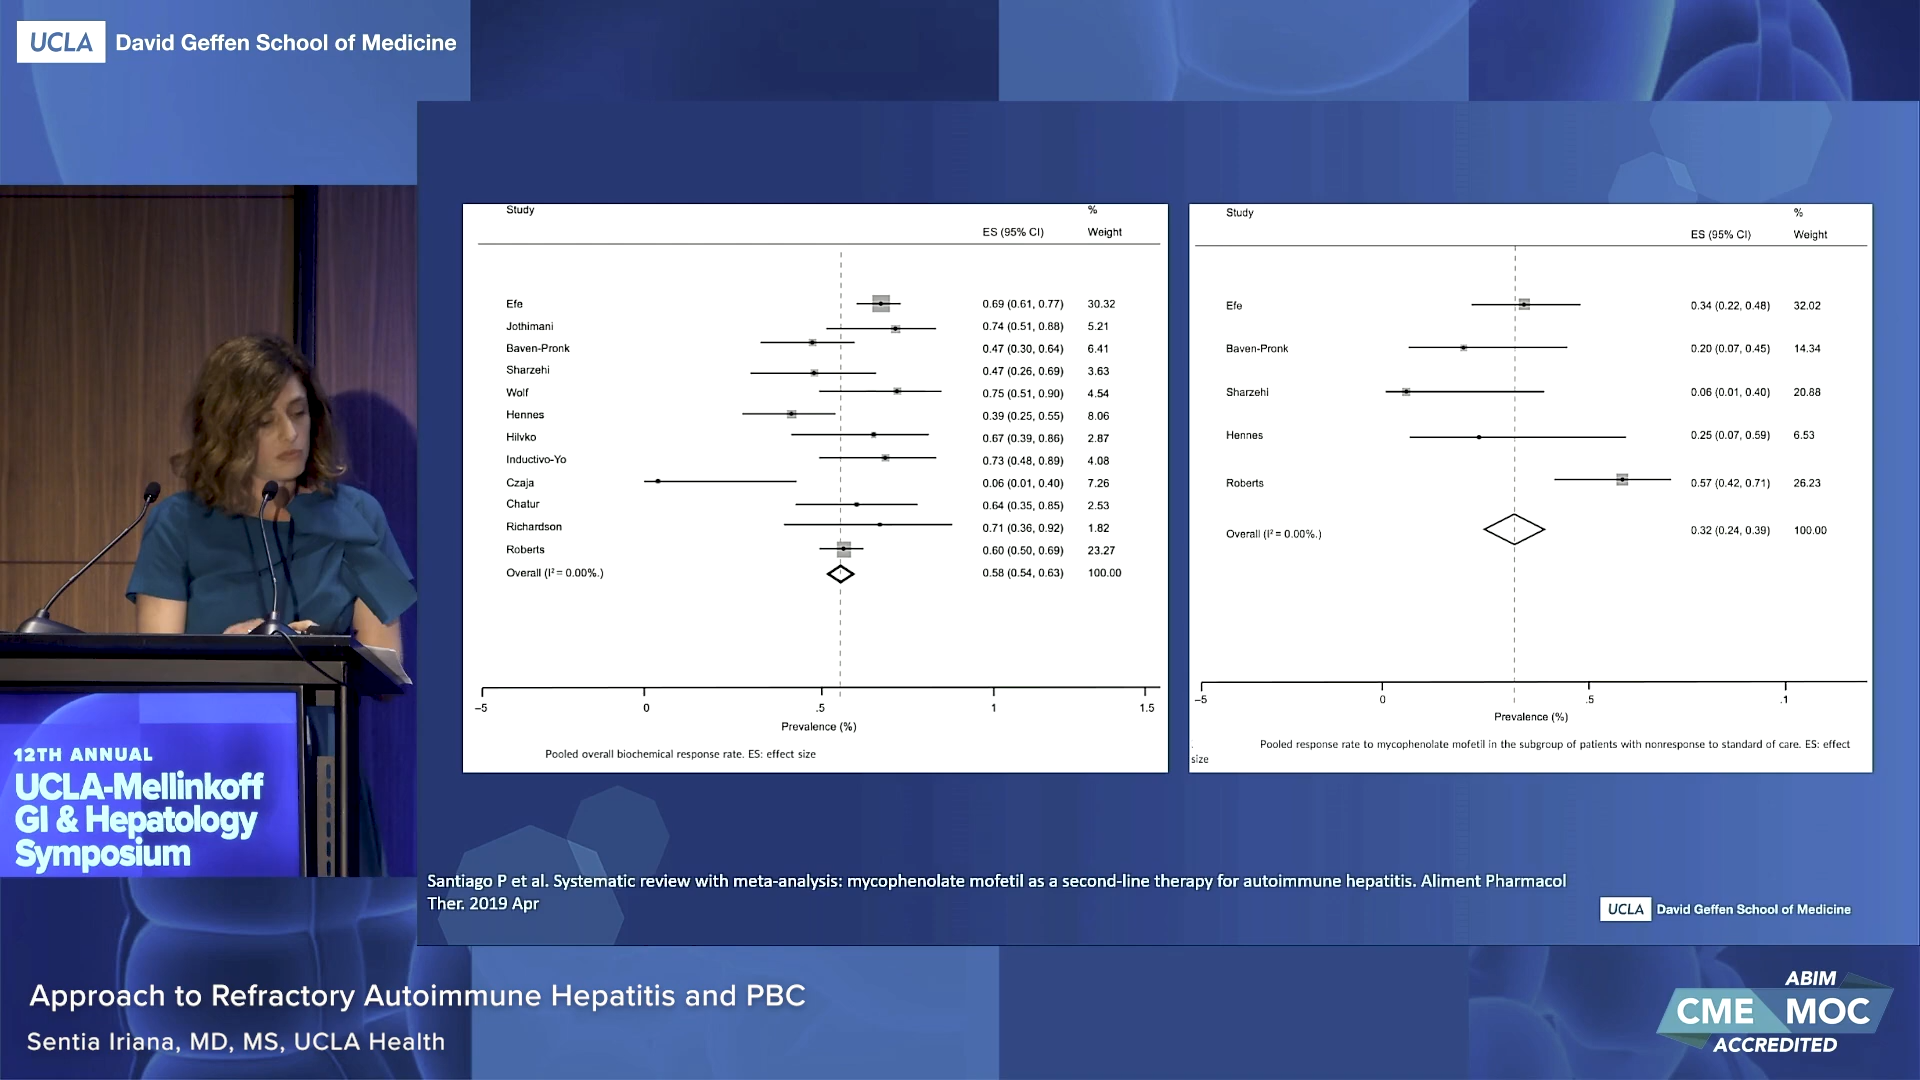 UCLA David Geffen School of Medicine
Study %
ES (95% CI) Weight
Efe 0.69 (0.61, 0.77) 30.32
Jothimani 0.74 (0.51, 0.88) 5.21
Baven-Pronk 0.47 (0.30, 0.64) 6.41
Sharzehi 0.47 (0.26, 0.69) 3.63
Wolf 0.75 (0.51, 0.90) 4.54
Hennes 0.39 (0.25, 0.55) 8.06
Hilvko 0.67 (0.39, 0.86) 2.87
Inductivo-Yo 0.73 (0.48, 0.89) 4.08
Czaja 0.06 (0.01, 0.40) 7.26
Chatur 0.64 (0.35, 0.85) 2.53
Richardson 0.71 (0.36, 0.92) 1.82
Roberts 0.60 (0.50, 0.69) 23.27
Overall (I² = 0.00%.) 0.58 (0.54, 0.63) 100.00
–5 0 .5 1 1.5
Prevalence (%)
Pooled overall biochemical response rate. ES: effect size
Study %
ES (95% CI) Weight
Efe 0.34 (0.22, 0.48) 32.02
Baven-Pronk 0.20 (0.07, 0.45) 14.34
Sharzehi 0.06 (0.01, 0.40) 20.88
Hennes 0.25 (0.07, 0.59) 6.53
Roberts 0.57 (0.42, 0.71) 26.23
Overall (I² = 0.00%.) 0.32 (0.24, 0.39) 100.00
–5 0 .5 .1
Prevalence (%)
Pooled response rate to mycophenolate mofetil in the subgroup of patients with nonresponse to standard of care. ES: effect
size
12TH ANNUAL
UCLA-Mellinkoff
GI & Hepatology
Symposium
Santiago P et al. Systematic review with meta-analysis: mycophenolate mofetil as a second-line therapy for autoimmune hepatitis. Aliment Pharmacol
Ther. 2019 Apr
UCLA David Geffen School of Medicine
Approach to Refractory Autoimmune Hepatitis and PBC
Sentia Iriana, MD, MS, UCLA Health
ABIM
CME MOC
ACCREDITED